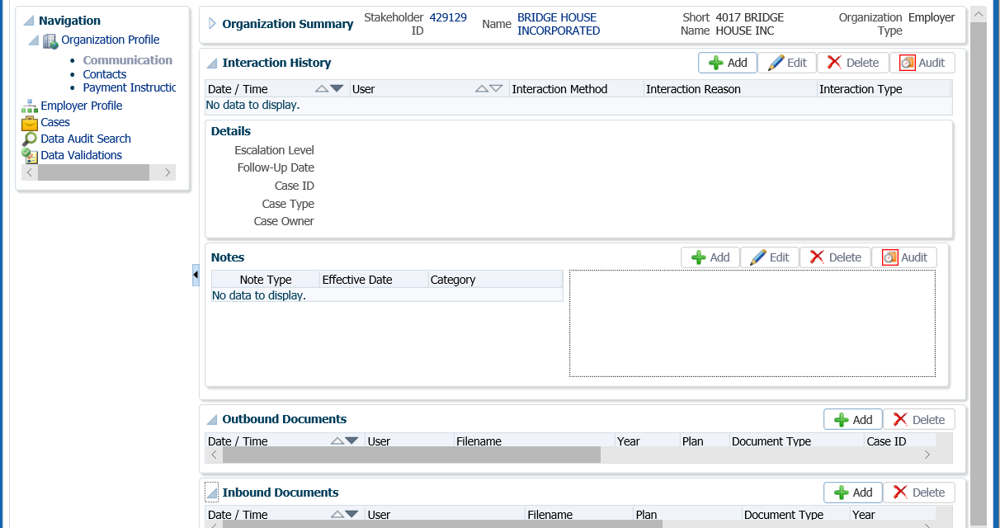 Navigation
Organization Profile
Communication
Contacts
Payment Instructic
Employer Profile
Cases
Data Audit Search
Data Validations
Organization Summary Stakeholder ID 429129 Name BRIDGE HOUSE INCORPORATED Short Name 4017 BRIDGE HOUSE INC Organization Type Employer
Interaction History Add Edit Delete Audit
Date / Time User Interaction Method Interaction Reason Interaction Type
No data to display.
Details
Escalation Level
Follow-Up Date
Case ID
Case Type
Case Owner
Notes Add Edit Delete Audit
Note Type Effective Date Category
No data to display.
Outbound Documents Add Delete
Date / Time User Filename Year Plan Document Type Case ID
Inbound Documents Add Delete
Date / Time User Filename Plan Document Type Year